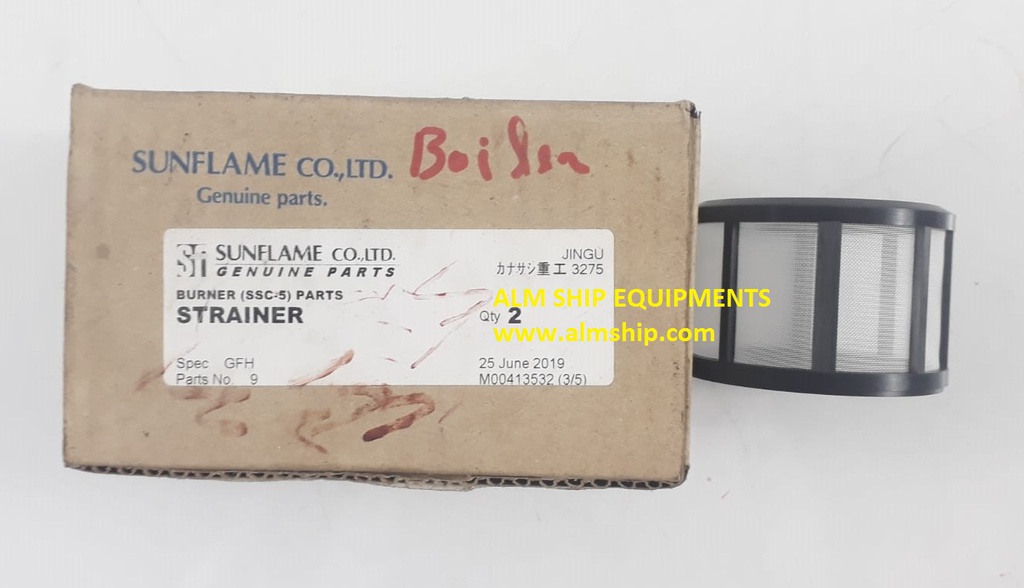 SUNFLAME CO.,LTD.
Boiler
Genuine parts.
STi SUNFLAME CO.,LTD.
GENUINE PARTS
JINGU
カナサシ重工 3275
BURNER (SSC-5) PARTS
STRAINER
Qty 2
Spec GFH
25 June 2019
Parts No. 9
M00413532 (3/5)
ALM SHIP EQUIPMENTS
www.almship.com